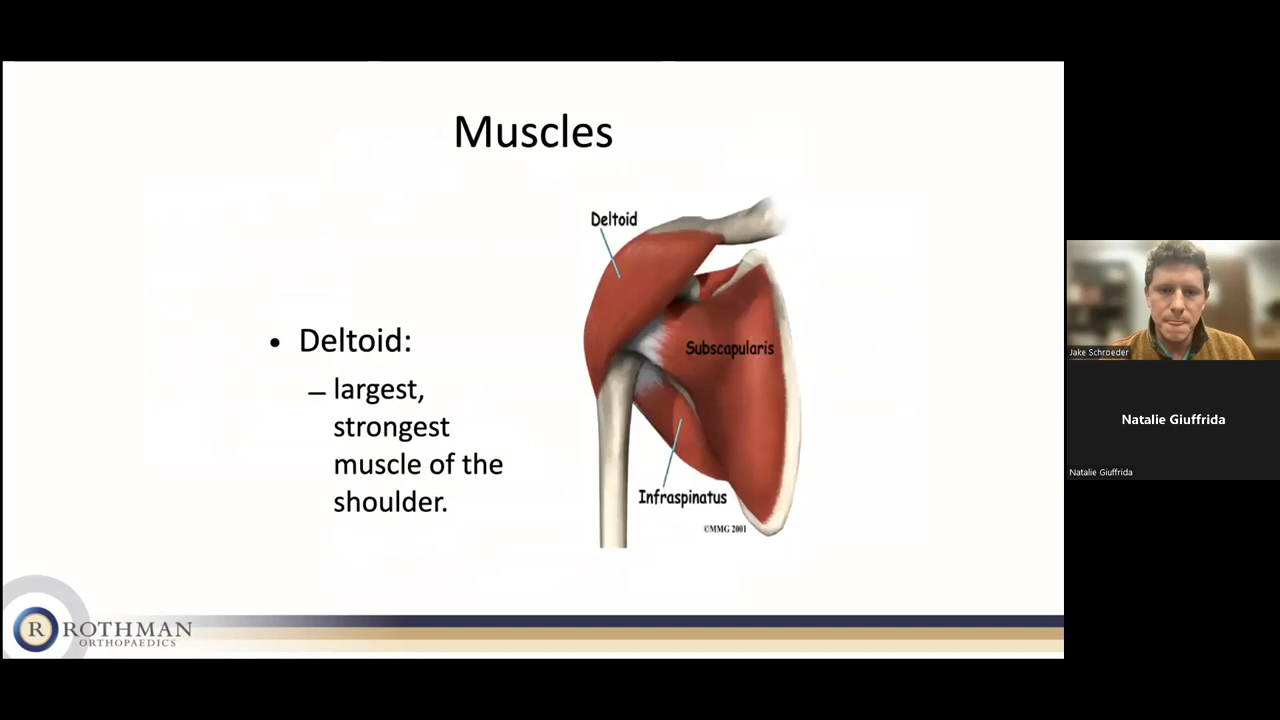 Muscles
Deltoid
• Deltoid:
– largest,
strongest
muscle of the
shoulder.
Subscapularis
Infraspinatus
©MMG 2001
R ROTHMAN
ORTHOPAEDICS
Jake Schroeder
Natalie Giuffrida
Natalie Giuffrida